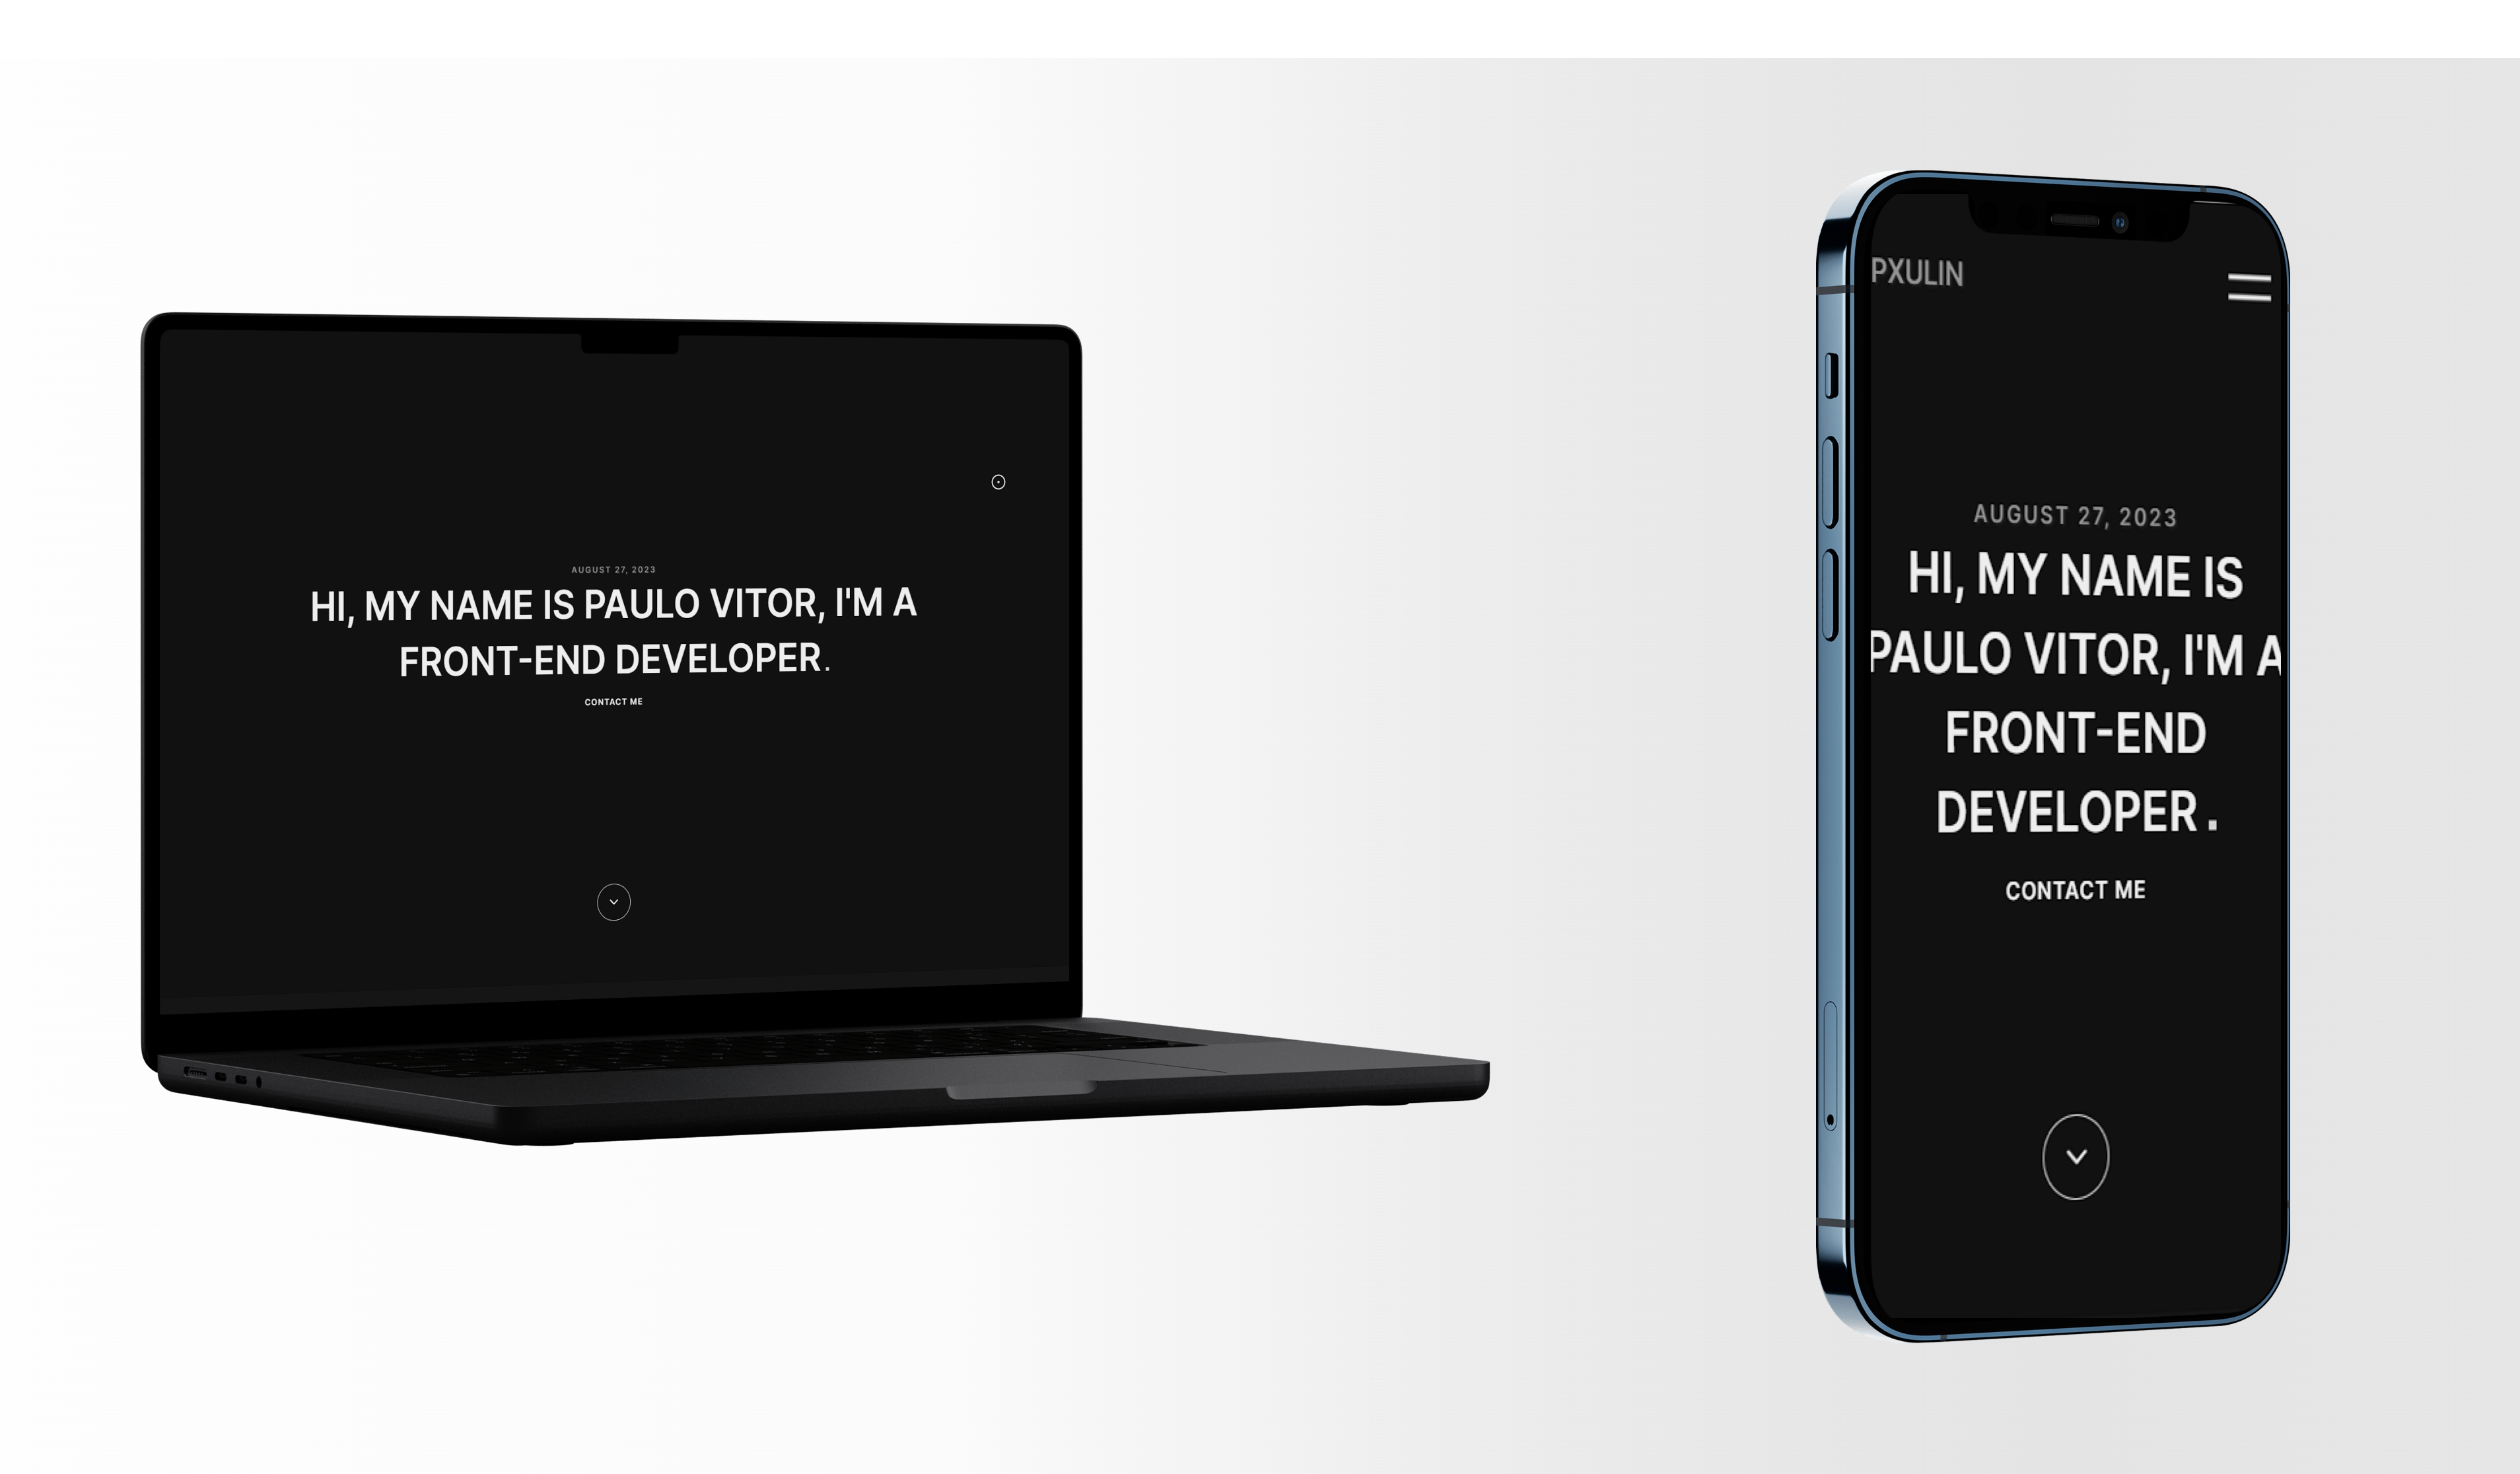 AUGUST 27, 2023
HI, MY NAME IS PAULO VITOR, I'M A
FRONT-END DEVELOPER.
CONTACT ME
PXULIN
AUGUST 27, 2023
HI, MY NAME IS
PAULO VITOR, I'M A
FRONT-END
DEVELOPER.
CONTACT ME